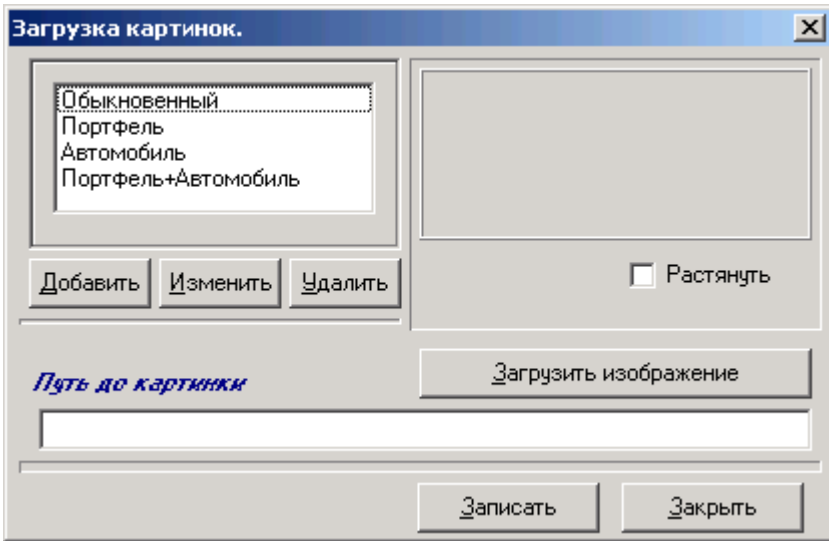 Загрузка картинок.
Обыкновенный
Портфель
Автомобиль
Портфель+Автомобиль
Добавить Изменить Удалить
Растянуть
Путь до картинки
Загрузить изображение
Записать Закрыть